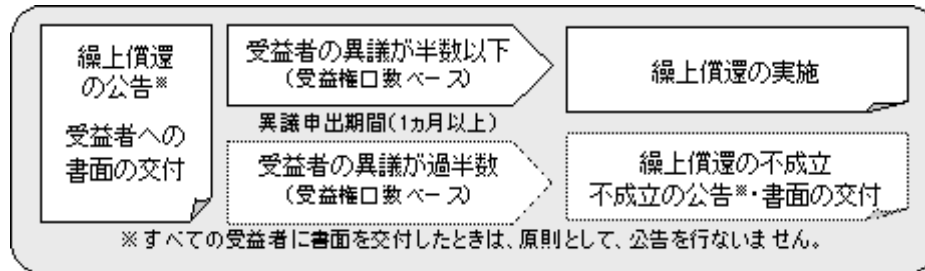 繰上償還
の公告※
受益者への
書面の交付
受益者の異議が半数以下
(受益権口数ベース)
繰上償還の実施
異議申出期間(1ヵ月以上)
受益者の異議が過半数
(受益権口数ベース)
繰上償還の不成立
不成立の公告※・書面の交付
※すべての受益者に書面を交付したときは、原則として、公告を行ないません。